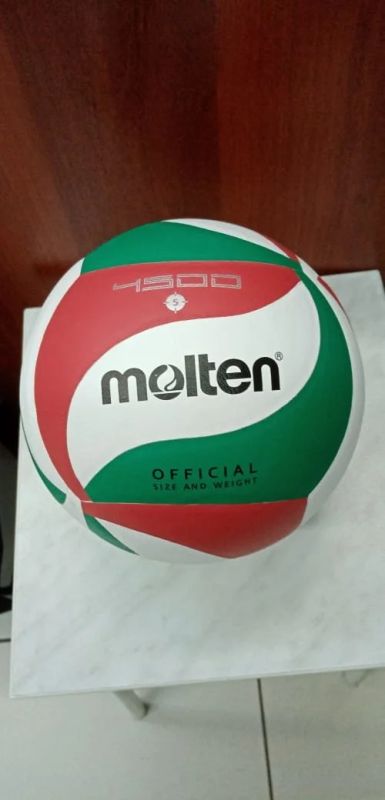 4500
5
molten®
OFFICIAL
SIZE AND WEIGHT